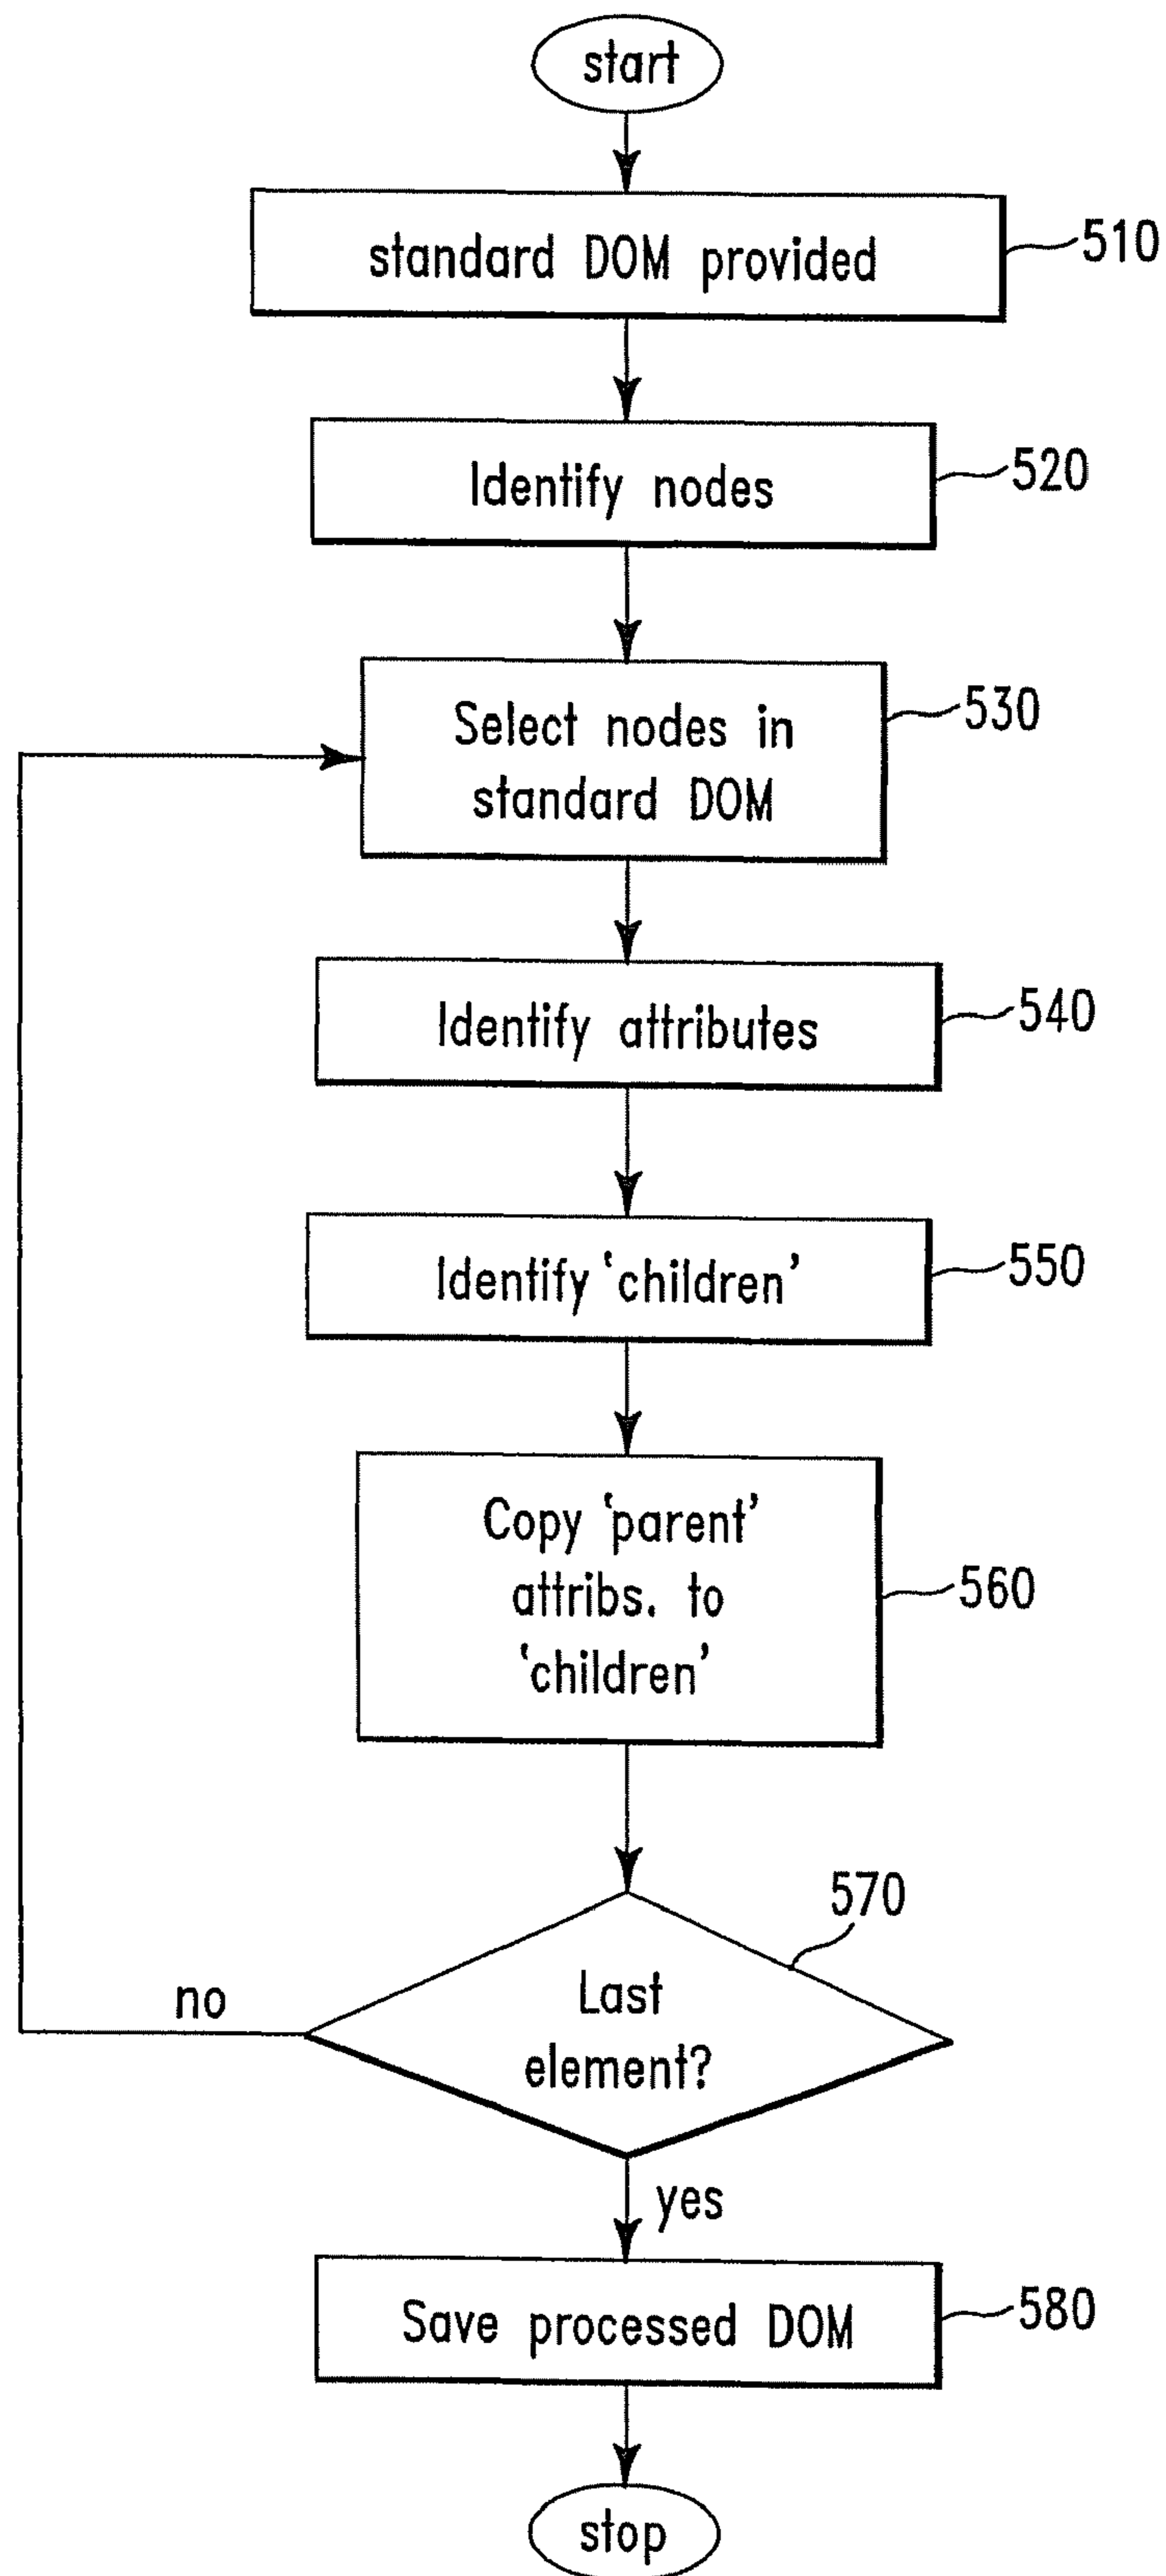 start
standard DOM provided
510
Identify nodes
520
Select nodes in
standard DOM
530
Identify attributes
540
Identify 'children'
550
Copy 'parent'
attribs. to
'children'
560
570
Last
element?
no
yes
Save processed DOM
580
stop